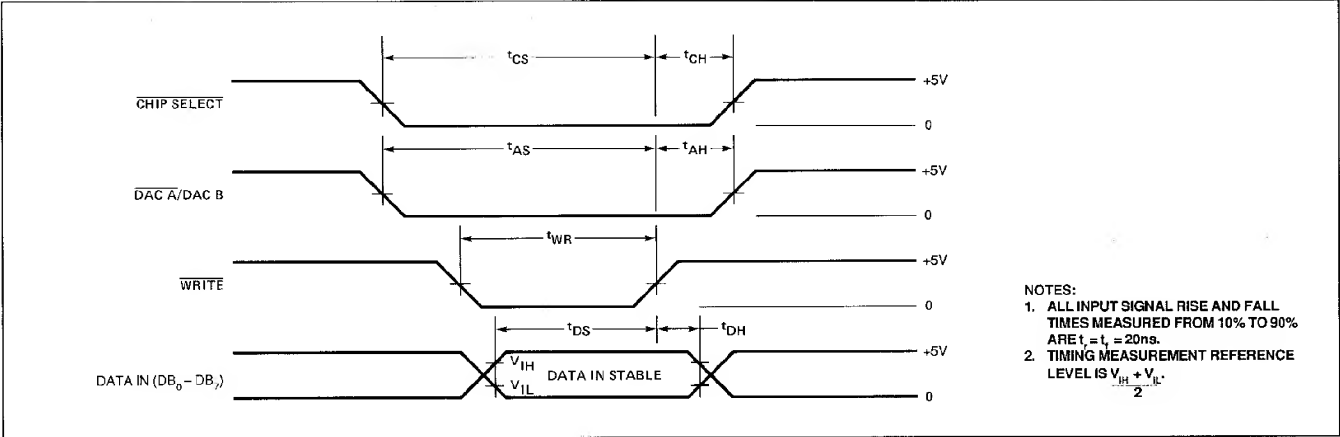 tCS tCH
+5V
CHIP SELECT
0
tAS tAH
+5V
DAC A/DAC B
0
tWR
+5V
WRITE
0
tDS tDH
+5V
VIH
DATA IN (DB0 – DB7)
DATA IN STABLE
VIL
0
NOTES:
1. ALL INPUT SIGNAL RISE AND FALL
TIMES MEASURED FROM 10% TO 90%
ARE tr = tf = 20ns.
2. TIMING MEASUREMENT REFERENCE
LEVEL IS VIH + VIL.
2